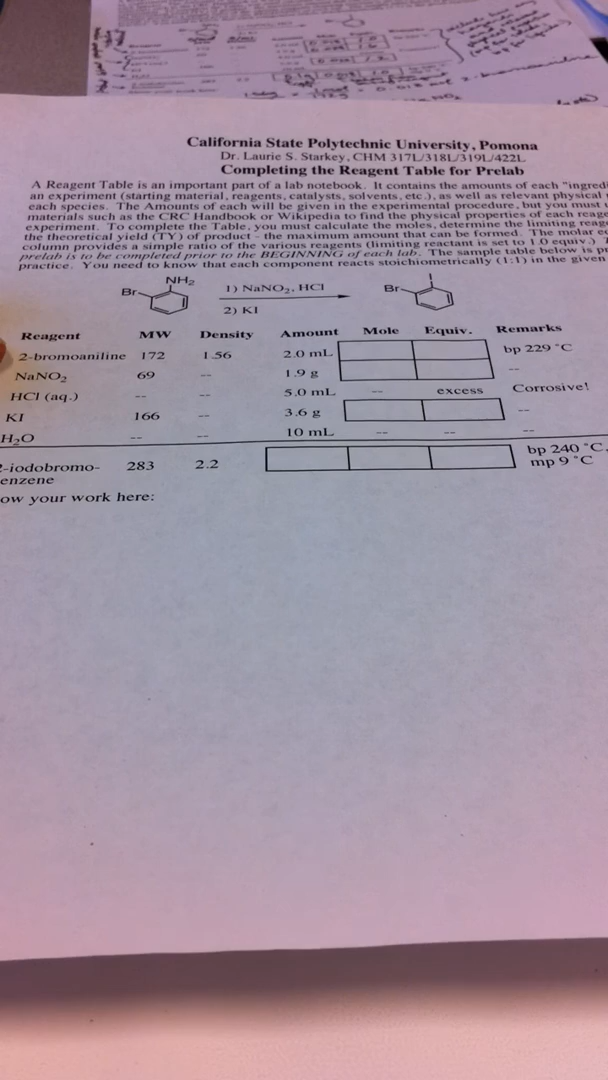 California State Polytechnic University, Pomona
Dr. Laurie S. Starkey, CHM 317L/318L/319L/422L
Completing the Reagent Table for Prelab
A Reagent Table is an important part of a lab notebook. It contains the amounts of each "ingredi
an experiment (starting material, reagents, catalysts, solvents, etc.), as well as relevant physical
each species. The Amounts of each will be given in the experimental procedure, but you must
materials such as the CRC Handbook or Wikipedia to find the physical properties of each reage
experiment. To complete the Table, you must calculate the moles, determine the limiting reage
the theoretical yield (TY) of product - the maximum amount that can be formed. The molar e
column provides a simple ratio of the various reagents (limiting reactant is set to 1.0 equiv.)
prelab is to be completed prior to the BEGINNING of each lab. The sample table below is p
practice. You need to know that each component reacts stoichiometrically (1:1) in the given
NH2
Br 1) NaNO2, HCl Br I
2) KI
Reagent MW Density Amount Mole Equiv. Remarks
2-bromoaniline 172 1.56 2.0 mL bp 229 °C
NaNO2 69 -- 1.9 g --
HCl (aq.) -- -- 5.0 mL -- excess Corrosive!
KI 166 -- 3.6 g --
H2O -- -- 10 mL -- -- --
2-iodobromo- 283 2.2 bp 240 °C,
enzene mp 9 °C
ow your work here: